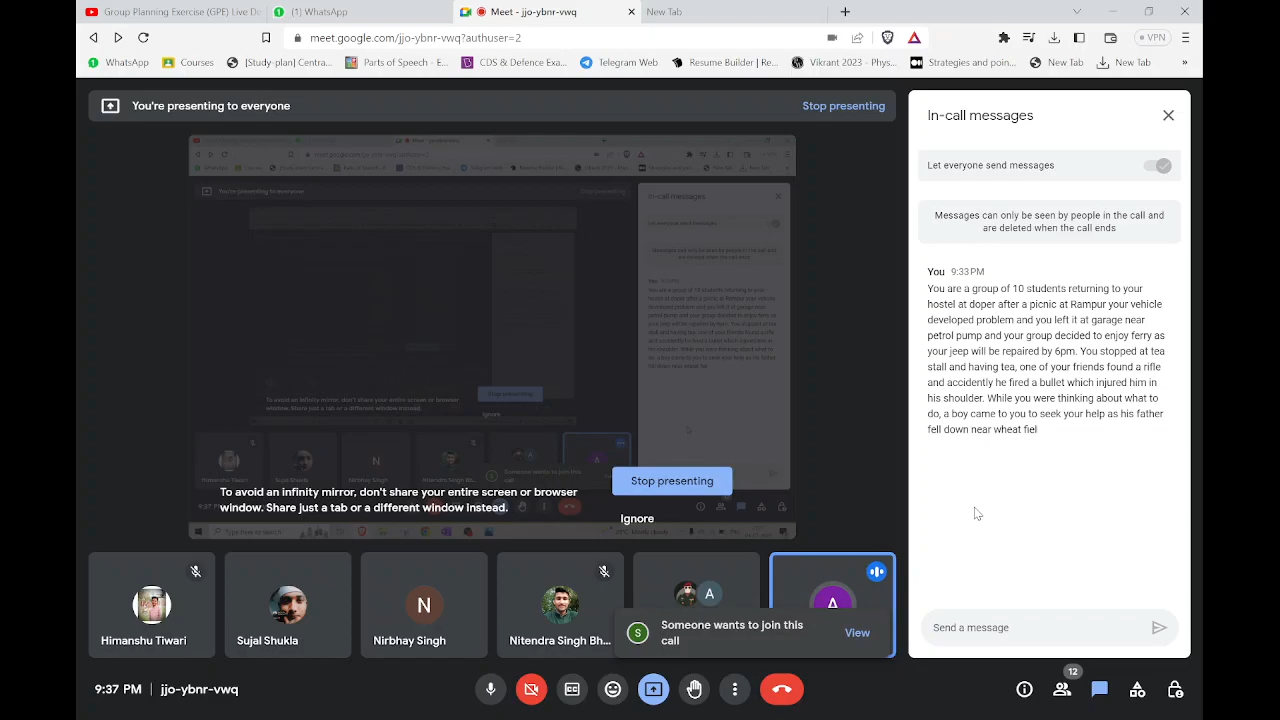 Group Planning Exercise (GPE) Live De
(1) WhatsApp
Meet - jjo-ybnr-vwq
New Tab
meet.google.com/jjo-ybnr-vwq?authuser=2
VPN
WhatsApp
Courses
[Study-plan] Centra...
Parts of Speech - E...
CDS & Defence Exa...
Telegram Web
Resume Builder | Re...
Vikrant 2023 - Phys...
Strategies and poin...
New Tab
New Tab
You're presenting to everyone
Stop presenting
In-call messages
Let everyone send messages
Messages can only be seen by people in the call and
are deleted when the call ends
You 9:33 PM
You are a group of 10 students returning to your
hostel at doper after a picnic at Rampur your vehicle
developed problem and you left it at garage near
petrol pump and your group decided to enjoy ferry as
your jeep will be repaired by 6pm. You stopped at tea
stall and having tea, one of your friends found a rifle
and accidently he fired a bullet which injured him in
his shoulder. While you were thinking about what to
do, a boy came to you to seek your help as his father
fell down near wheat fiel
To avoid an infinity mirror, don't share your entire screen or browser
window. Share just a tab or a different window instead.
Stop presenting
Ignore
Himanshu Tiwari
Sujal Shukla
N
Nirbhay Singh
Nitendra Singh Bh...
A
A
S
Someone wants to join this
call
View
Send a message
9:37 PM | jjo-ybnr-vwq
12